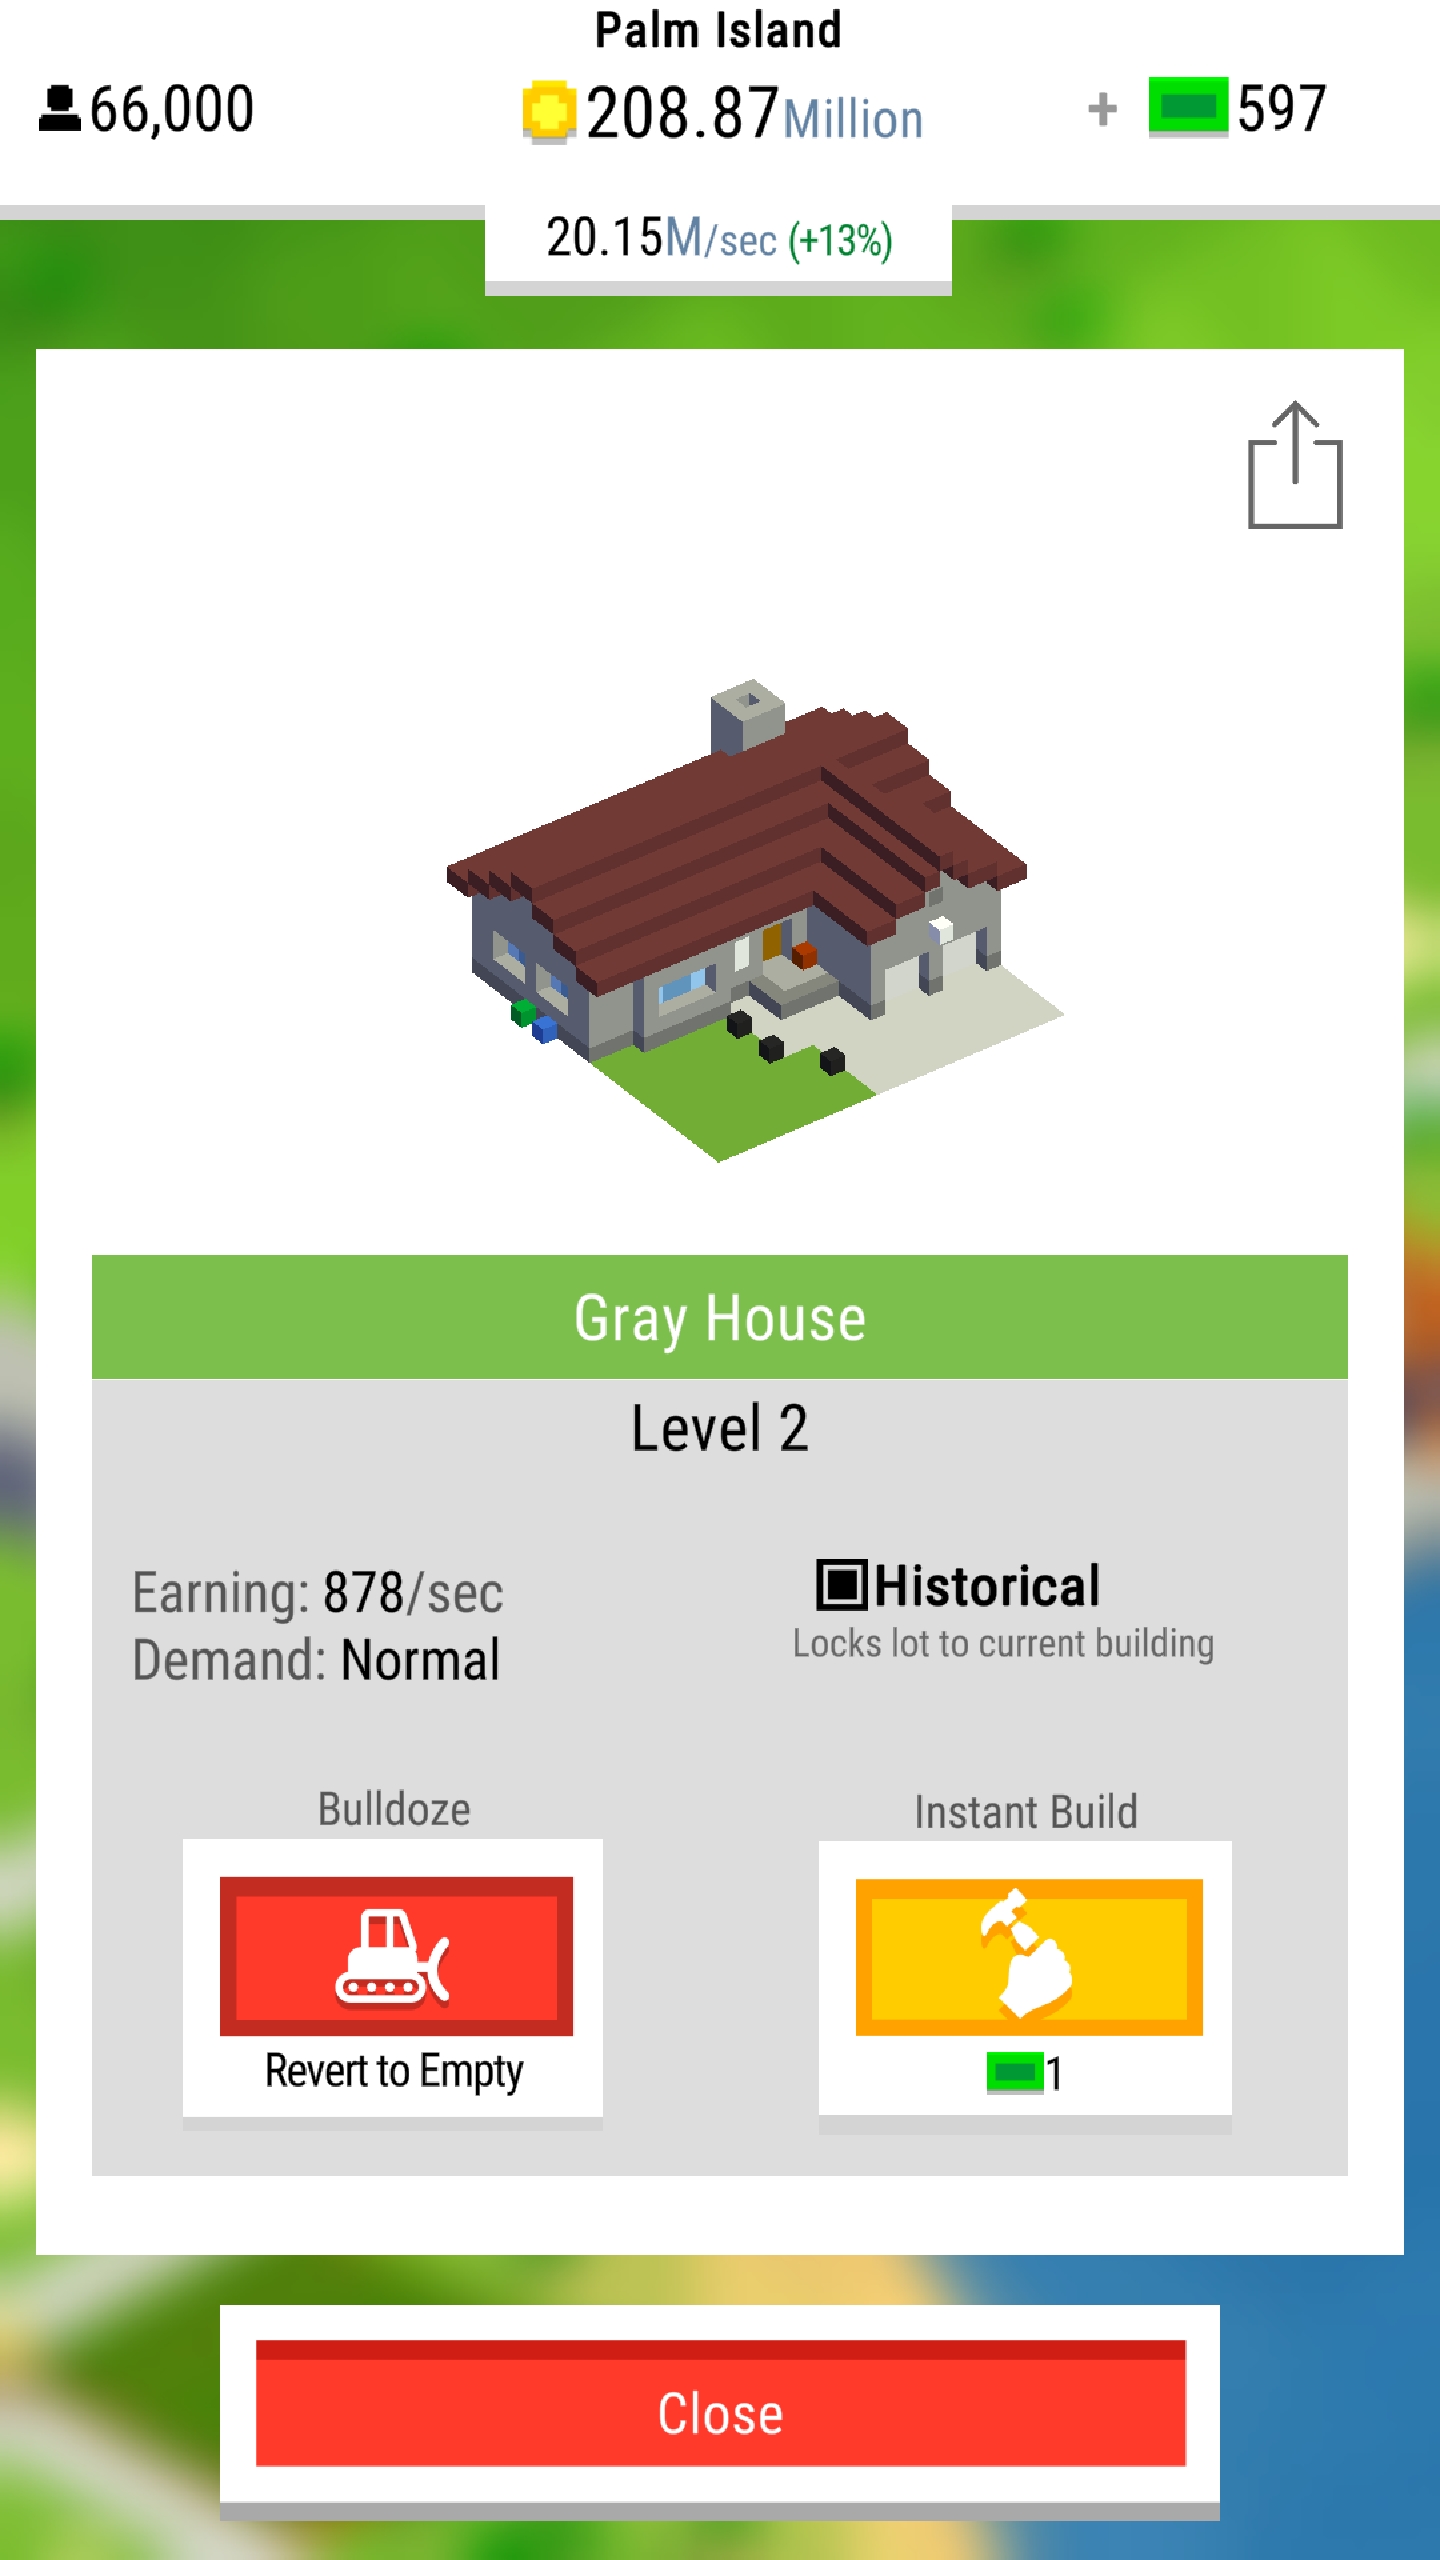 Palm Island
66,000
208.87Million
+ 597
20.15M/sec (+13%)
Gray House
Level 2
Earning: 878/sec
Demand: Normal
Historical
Locks lot to current building
Bulldoze
Revert to Empty
Instant Build
1
Close